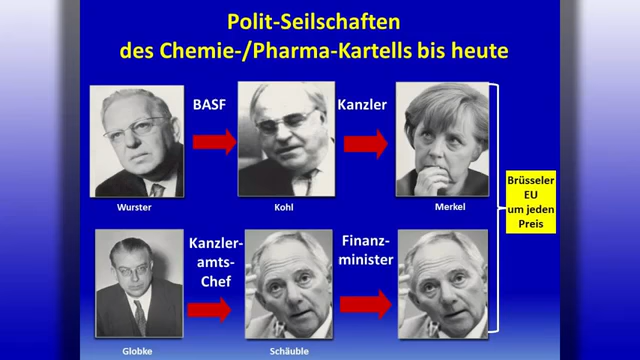 Polit-Seilschaften
des Chemie-/Pharma-Kartells bis heute
BASF
Kanzler
Wurster
Kohl
Merkel
Brüsseler
EU
um jeden
Preis
Kanzler-
amts-
Chef
Finanz-
minister
Globke
Schäuble